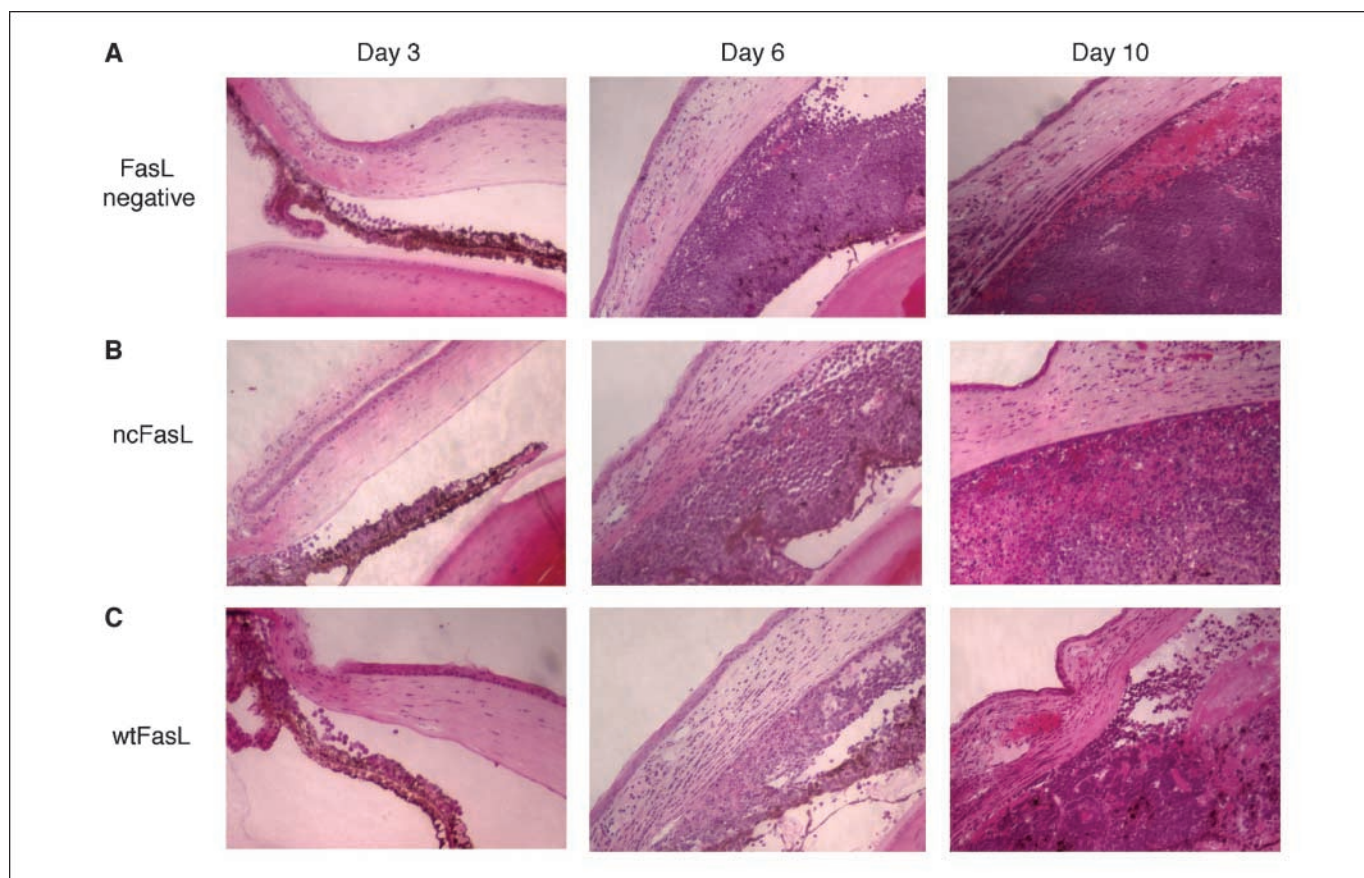 A
Day 3
Day 6
Day 10
FasL
negative
B
ncFasL
C
wtFasL